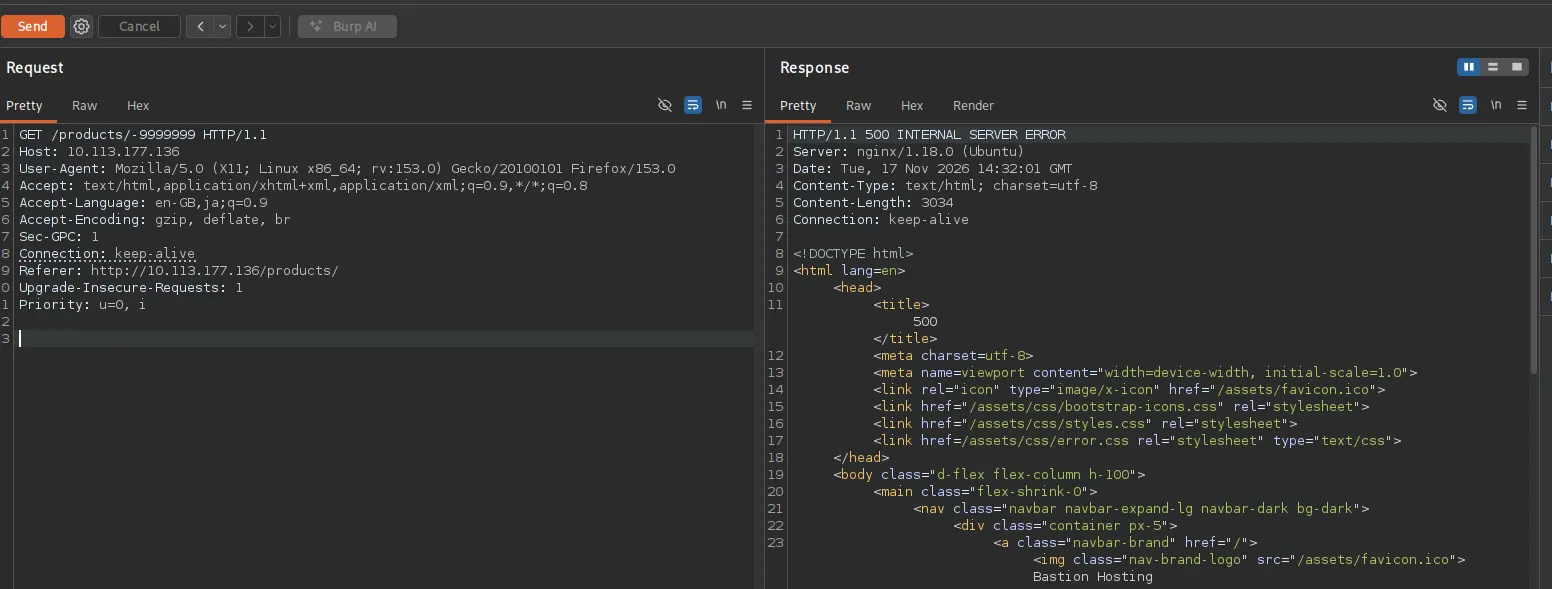 Send Cancel < > Burp AI
Request
Pretty Raw Hex \n
1 GET /products/-9999999 HTTP/1.1
2 Host: 10.113.177.136
3 User-Agent: Mozilla/5.0 (X11; Linux x86_64; rv:153.0) Gecko/20100101 Firefox/153.0
4 Accept: text/html,application/xhtml+xml,application/xml;q=0.9,*/*;q=0.8
5 Accept-Language: en-GB,ja;q=0.9
6 Accept-Encoding: gzip, deflate, br
7 Sec-GPC: 1
8 Connection: keep-alive
9 Referer: http://10.113.177.136/products/
0 Upgrade-Insecure-Requests: 1
1 Priority: u=0, i
2
3
Response
Pretty Raw Hex Render \n
1 HTTP/1.1 500 INTERNAL SERVER ERROR
2 Server: nginx/1.18.0 (Ubuntu)
3 Date: Tue, 17 Nov 2026 14:32:01 GMT
4 Content-Type: text/html; charset=utf-8
5 Content-Length: 3034
6 Connection: keep-alive
7
8 <!DOCTYPE html>
9 <html lang=en>
10 <head>
11 <title>
500
</title>
12 <meta charset=utf-8>
13 <meta name=viewport content="width=device-width, initial-scale=1.0">
14 <link rel="icon" type="image/x-icon" href="/assets/favicon.ico">
15 <link href="/assets/css/bootstrap-icons.css" rel="stylesheet">
16 <link href="/assets/css/styles.css" rel="stylesheet">
17 <link href=/assets/css/error.css rel="stylesheet" type="text/css">
18 </head>
19 <body class="d-flex flex-column h-100">
20 <main class="flex-shrink-0">
21 <nav class="navbar navbar-expand-lg navbar-dark bg-dark">
22 <div class="container px-5">
23 <a class="navbar-brand" href="/">
<img class="nav-brand-logo" src="/assets/favicon.ico">
Bastion Hosting